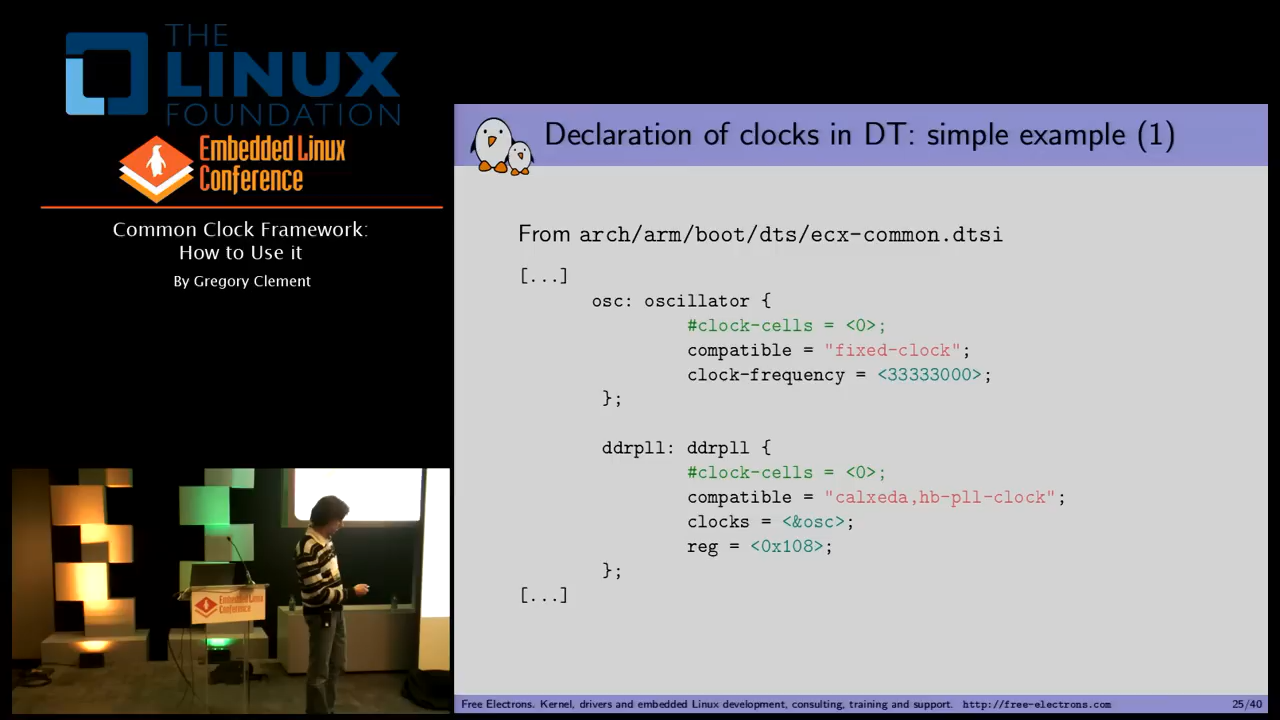 THE
LINUX
FOUNDATION
Embedded Linux
Conference
Common Clock Framework:
How to Use it
By Gregory Clement
Declaration of clocks in DT: simple example (1)
From arch/arm/boot/dts/ecx-common.dtsi
[...]
osc: oscillator {
#clock-cells = <0>;
compatible = "fixed-clock";
clock-frequency = <33333000>;
};
ddrpll: ddrpll {
#clock-cells = <0>;
compatible = "calxeda,hb-pll-clock";
clocks = <&osc>;
reg = <0x108>;
};
[...]
Embedded Linux
Conference
Free Electrons. Kernel, drivers and embedded Linux development, consulting, training and support. http://free-electrons.com 25/40